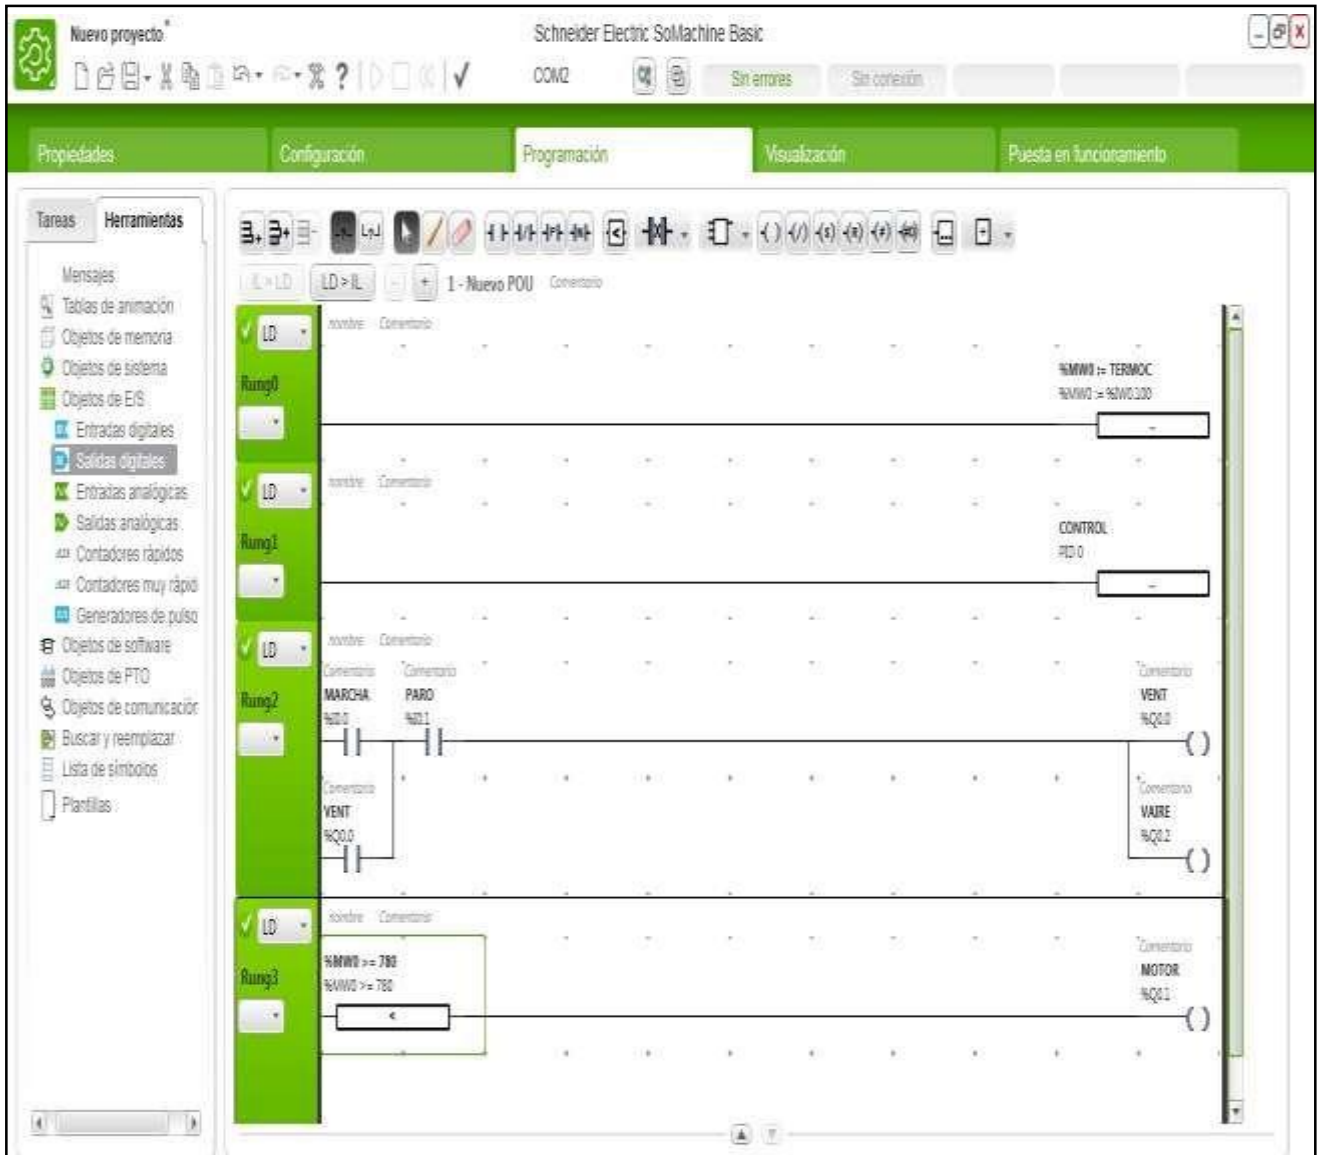 Nuevo proyecto*
Schneider Electric SoMachine Basic
COM2
Sin errores
Sin conexión
Propiedades
Configuración
Programación
Visualización
Puesta en funcionamiento
Tareas
Herramientas
Mensajes
Tablas de animación
Objetos de memoria
Objetos de sistema
Objetos de E/S
Entradas digitales
Salidas digitales
Entradas analógicas
Salidas analógicas
Contadores rápidos
Contadores muy rápid
Generadores de pulso
Objetos de software
Objetos de PTO
Objetos de comunicación
Buscar y reemplazar
Lista de símbolos
Plantillas
IL > LD
LD > IL
1 - Nuevo POU
Comentario
LD
nombre Comentario
Rung0
%MW0 := TERMOC
%MW0 := %IW0.100
LD
nombre Comentario
Rung1
CONTROL
PID 0
LD
nombre Comentario
Rung2
Comentario Comentario
MARCHA PARO
%I0.0 %I0.1
Comentario
VENT
%Q0.0
Comentario
VENT
%Q0.0
Comentario
VAIRE
%Q0.2
LD
nombre Comentario
Rung3
%MW0 >= 780
%MW0 >= 780
<
Comentario
MOTOR
%Q0.1